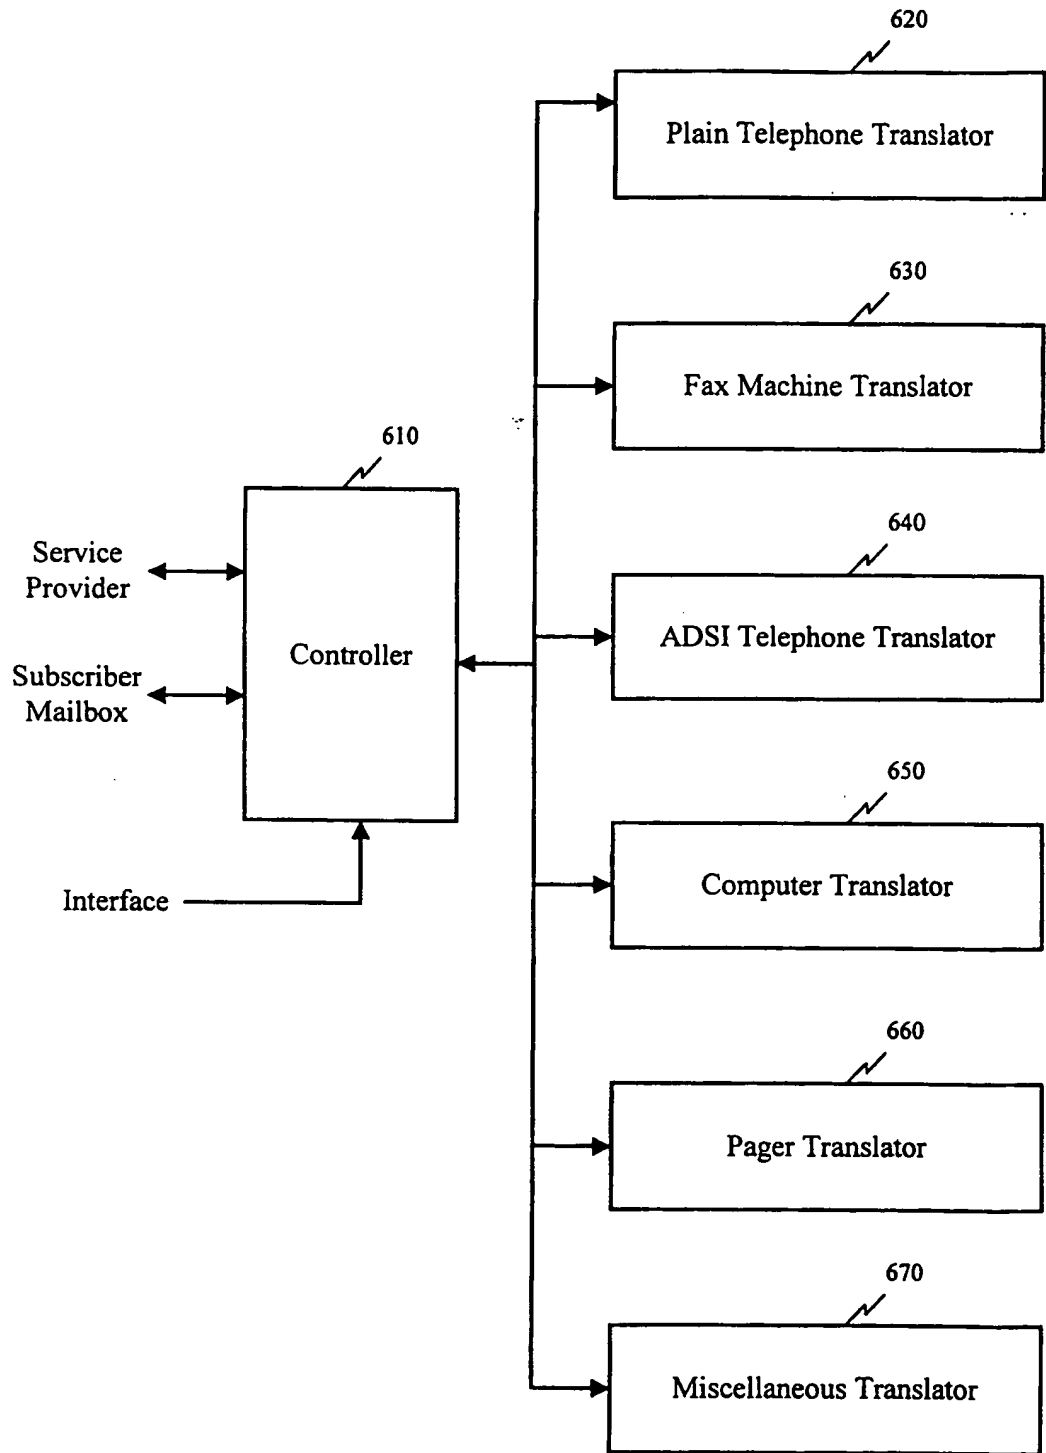 620
Plain Telephone Translator
630
Fax Machine Translator
610
640
Service
Provider
ADSI Telephone Translator
Controller
Subscriber
Mailbox
650
Computer Translator
Interface
660
Pager Translator
670
Miscellaneous Translator